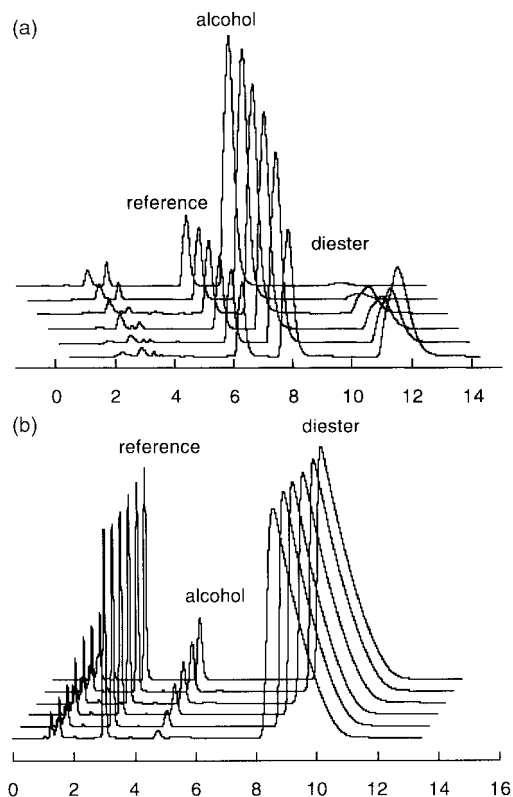 (a)
alcohol
reference
diester
0 2 4 6 8 10 12 14
(b)
diester
reference
alcohol
0 2 4 6 8 10 12 14 16